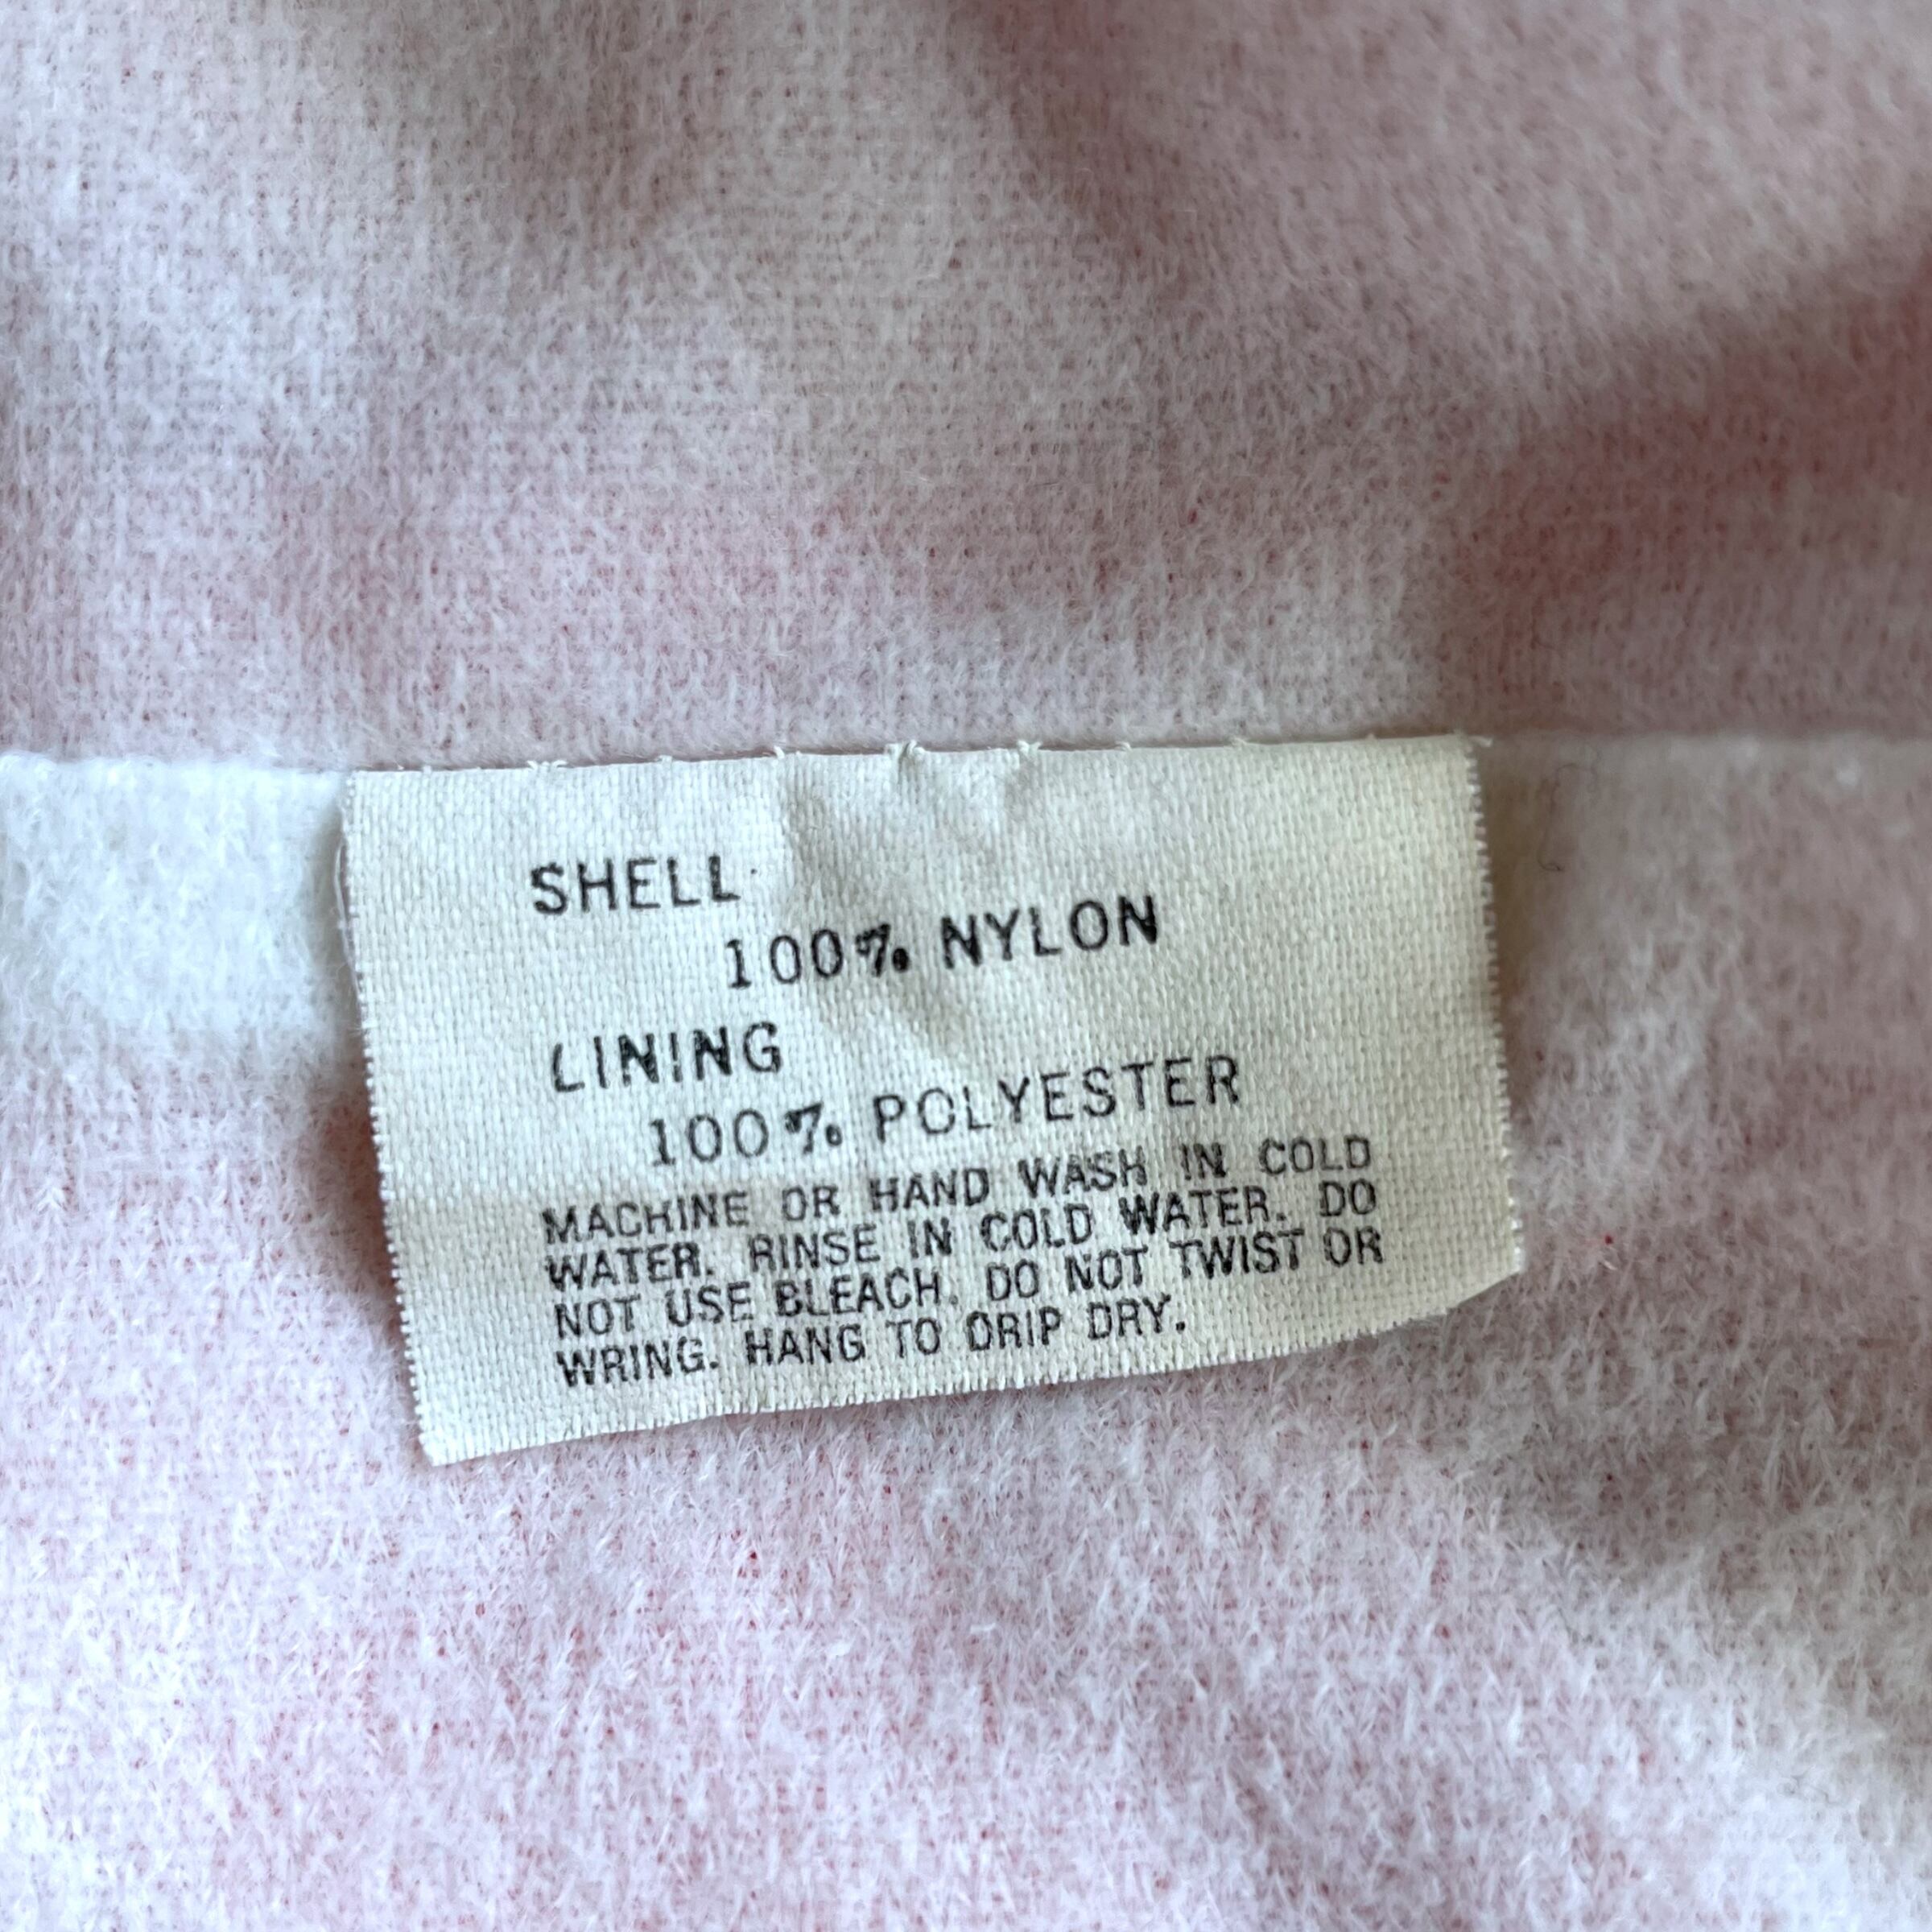 SHELL
100% NYLON
LINING
100% POLYESTER
MACHINE OR HAND WASH IN COLD
WATER. RINSE IN COLD WATER. DO
NOT USE BLEACH. DO NOT TWIST OR
WRING. HANG TO DRIP DRY.